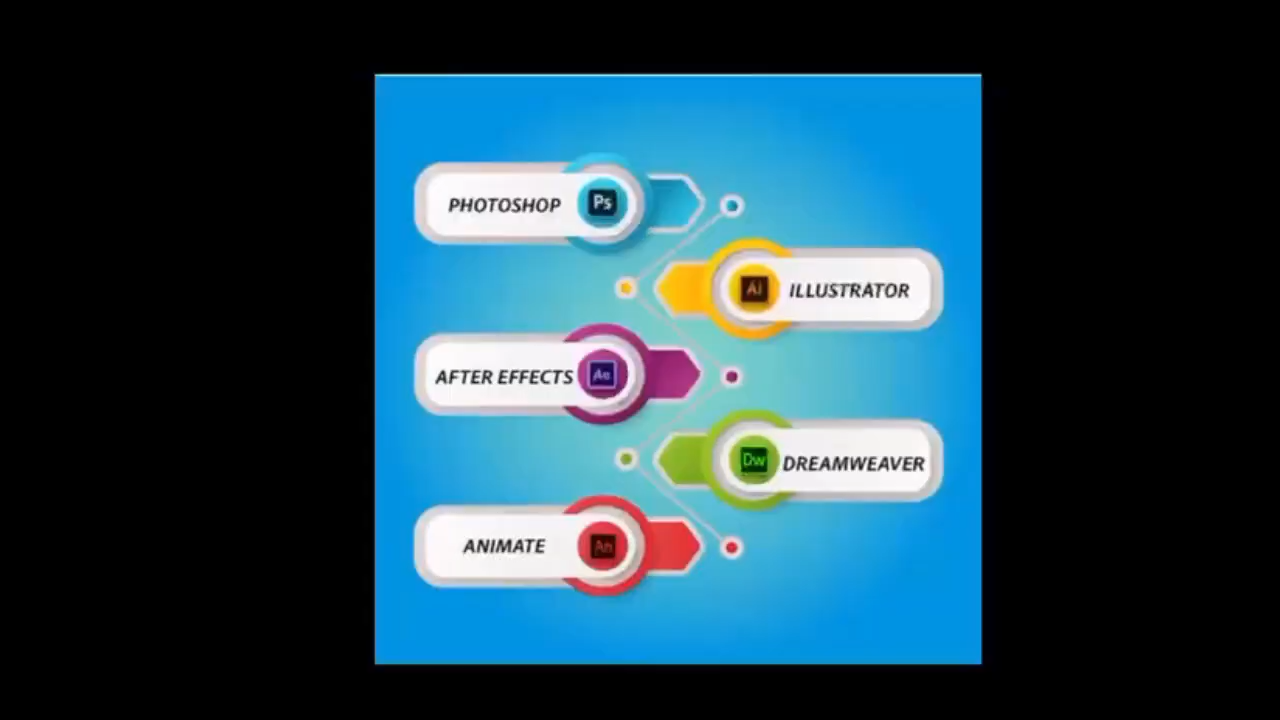 PHOTOSHOP Ps
Ai ILLUSTRATOR
AFTER EFFECTS Ae
Dw DREAMWEAVER
ANIMATE An